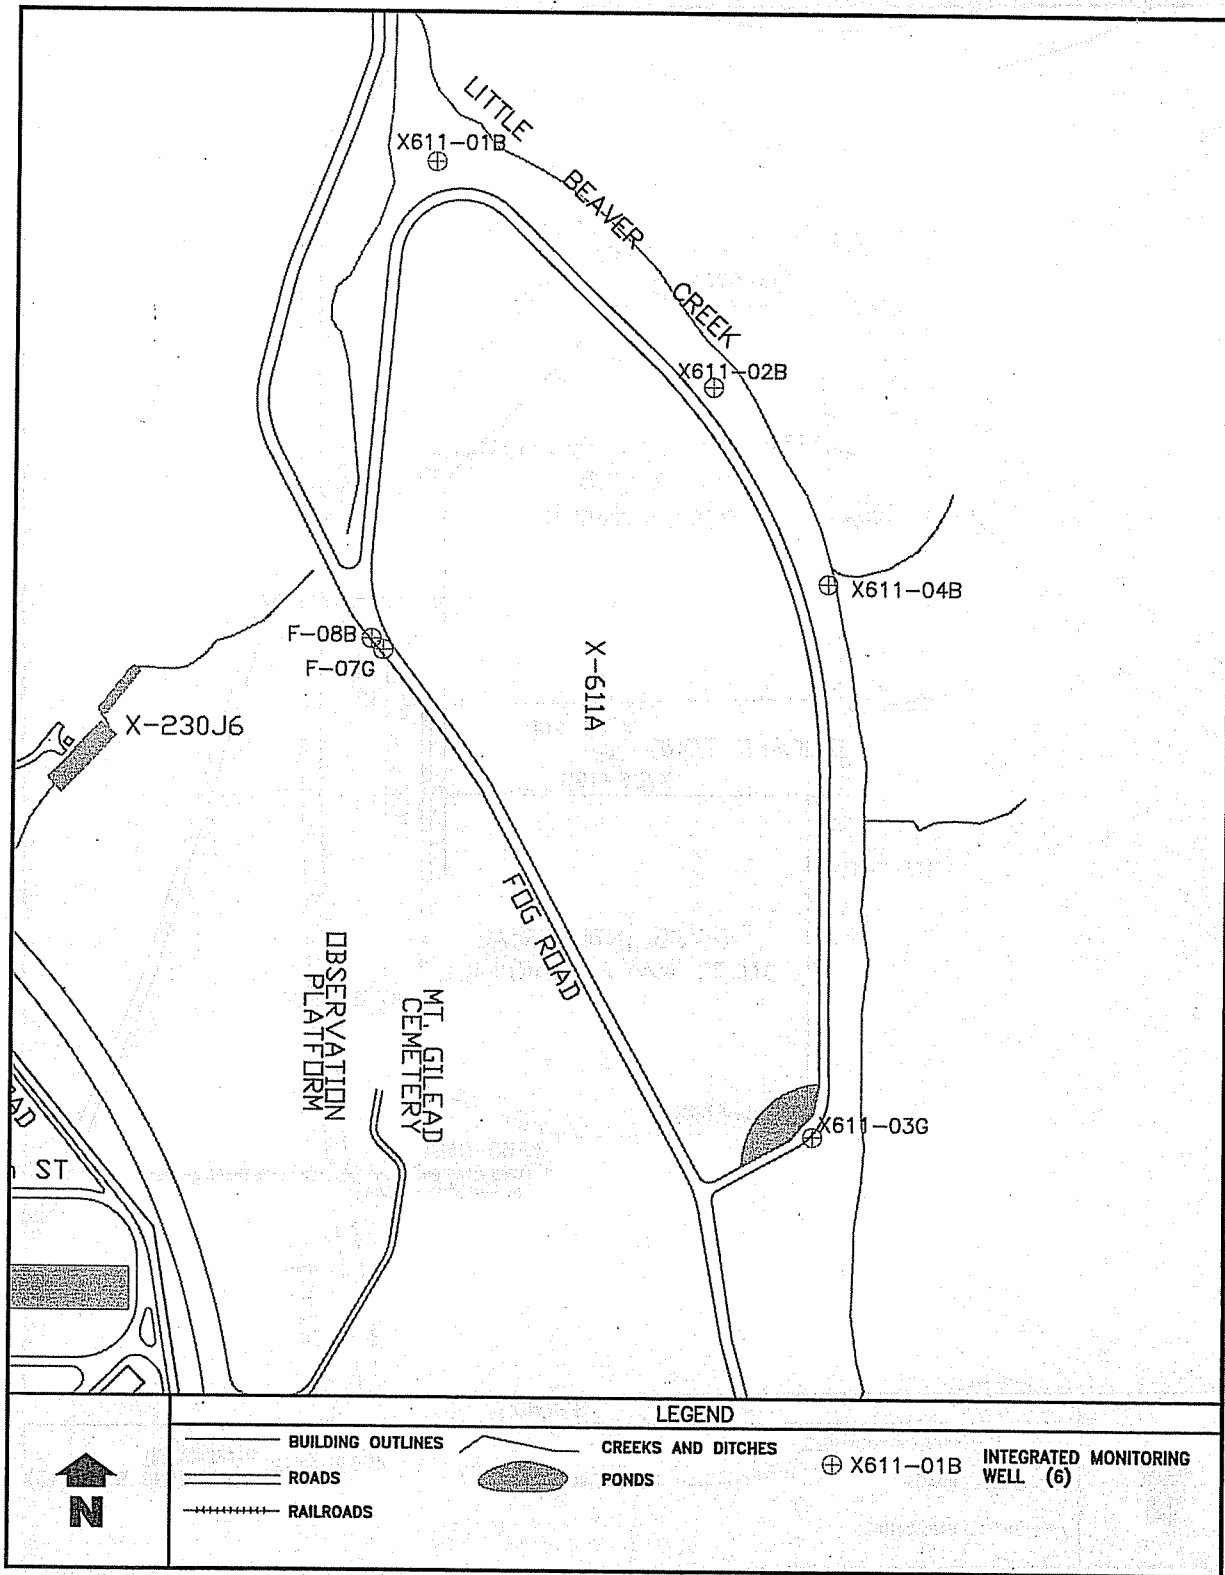 LITTLE
X611-01B
BEAVER
CREEK
X611-02B
X611-04B
F-08B
F-07G
X-611A
X-230J6
FOG ROAD
OBSERVATION
PLATFORM
MT. GILEAD
CEMETERY
X611-03G
AD
ST
LEGEND
BUILDING OUTLINES
ROADS
RAILROADS
CREEKS AND DITCHES
PONDS
X611-01B
INTEGRATED MONITORING
WELL (6)
N